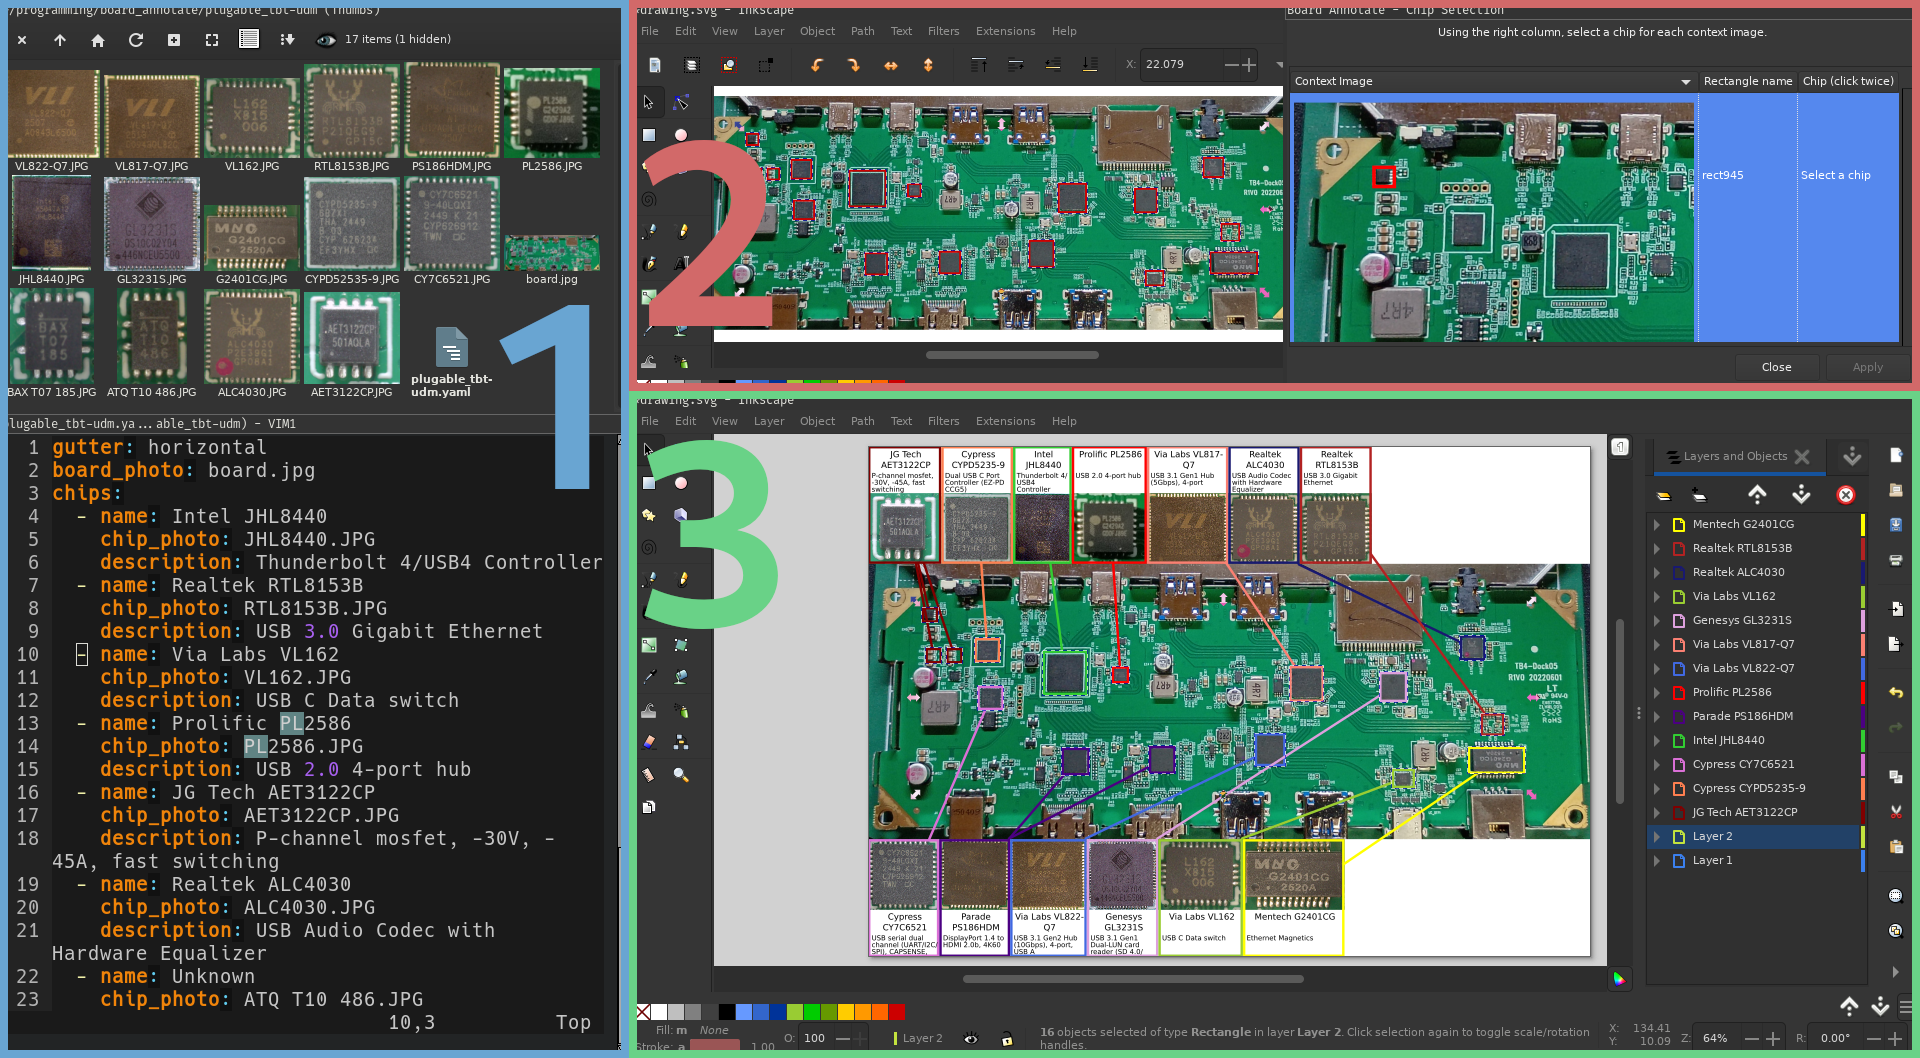 /programming/board_annotate/plugable_tbt-udm (Thumbs)
17 items (1 hidden)
VL822-Q7.JPG
VL817-Q7.JPG
VL162.JPG
RTL8153B.JPG
PS186HDM.JPG
PL2586.JPG
JHL8440.JPG
GL3231S.JPG
G2401CG.JPG
CYPD52535-9.JPG
CY7C6521.JPG
board.jpg
BAX T07 185.JPG
ATQ T10 486.JPG
ALC4030.JPG
AET3122CP.JPG
plugable_tbt-
udm.yaml
1
plugable_tbt-udm.ya...able_tbt-udm) - VIM1
1 gutter: horizontal
2 board_photo: board.jpg
3 chips:
4 - name: Intel JHL8440
5 chip_photo: JHL8440.JPG
6 description: Thunderbolt 4/USB4 Controller
7 - name: Realtek RTL8153B
8 chip_photo: RTL8153B.JPG
9 description: USB 3.0 Gigabit Ethernet
10 - name: Via Labs VL162
11 chip_photo: VL162.JPG
12 description: USB C Data switch
13 - name: Prolific PL2586
14 chip_photo: PL2586.JPG
15 description: USB 2.0 4-port hub
16 - name: JG Tech AET3122CP
17 chip_photo: AET3122CP.JPG
18 description: P-channel mosfet, -30V, -
45A, fast switching
19 - name: Realtek ALC4030
20 chip_photo: ALC4030.JPG
21 description: USB Audio Codec with
Hardware Equalizer
22 - name: Unknown
23 chip_photo: ATQ T10 486.JPG
10,3 Top
drawing.svg - Inkscape
File Edit View Layer Object Path Text Filters Extensions Help
X: 22.079
2
TB4-Dock05
Board Annotate - Chip Selection
Using the right column, select a chip for each context image.
Context Image
Rectangle name
Chip (click twice)
4R7
rect945
Select a chip
Close
Apply
drawing.svg - Inkscape
File Edit View Layer Object Path Text Filters Extensions Help
3
JG Tech
AET3122CP
P-channel mosfet,
-30V, -45A, fast
switching
Cypress
CYPD5235-9
Dual USB C Port
Controller (EZ-PD
CCG5)
Intel
JHL8440
Thunderbolt 4/
USB4
Controller
Prolific PL2586
USB 2.0 4-port hub
Via Labs VL817-
Q7
USB 3.1 Gen1 Hub
(5Gbps), 4-port
Realtek
ALC4030
USB Audio Codec
with Hardware
Equalizer
Realtek
RTL8153B
USB 3.0 Gigabit
Ethernet
TB4-Dock05
R1V0 20220601
LT
94V-0
2522
RoHS
Cypress
CY7C6521
USB serial dual
channel (UART/I2C/
SPI), CAPSENSE,
Parade
PS186HDM
DisplayPort 1.4 to
HDMI 2.0b, 4K60
Via Labs VL822-
Q7
USB 3.1 Gen2 Hub
(10Gbps), 4-port,
USB A
Genesys
GL3231S
USB 3.1 Gen1
Dual-LUN card
reader (SD 4.0/
Via Labs VL162
USB C Data switch
Mentech G2401CG
Ethernet Magnetics
Layers and Objects
Mentech G2401CG
Realtek RTL8153B
Realtek ALC4030
Via Labs VL162
Genesys GL3231S
Via Labs VL817-Q7
Via Labs VL822-Q7
Prolific PL2586
Parade PS186HDM
Intel JHL8440
Cypress CY7C6521
Cypress CYPD5235-9
JG Tech AET3122CP
Layer 2
Layer 1
Fill: m None
Stroke: a 1.00
O: 100
Layer 2
16 objects selected of type Rectangle in layer Layer 2. Click selection again to toggle scale/rotation
handles.
X: 134.41
Y: 10.09
Z: 64%
R: 0.00°